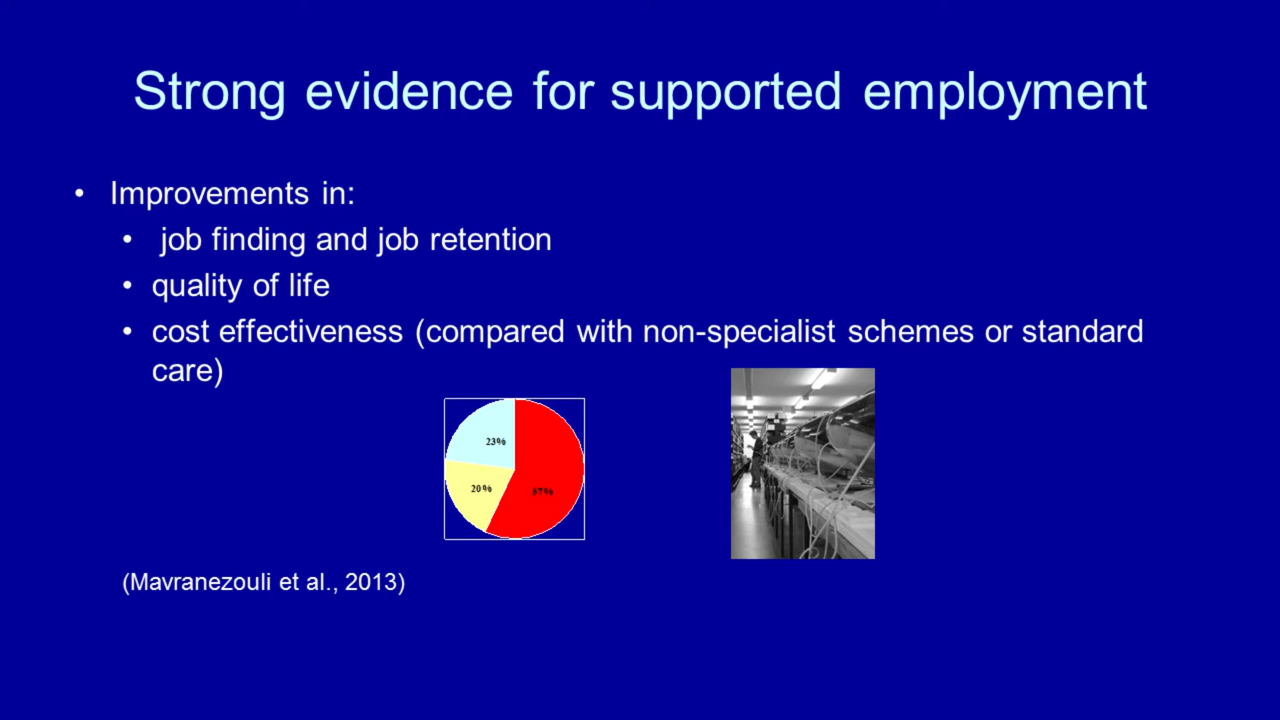 Strong evidence for supported employment
• Improvements in:
• job finding and job retention
• quality of life
• cost effectiveness (compared with non-specialist schemes or standard
care)
23%
20%
57%
(Mavranezouli et al., 2013)